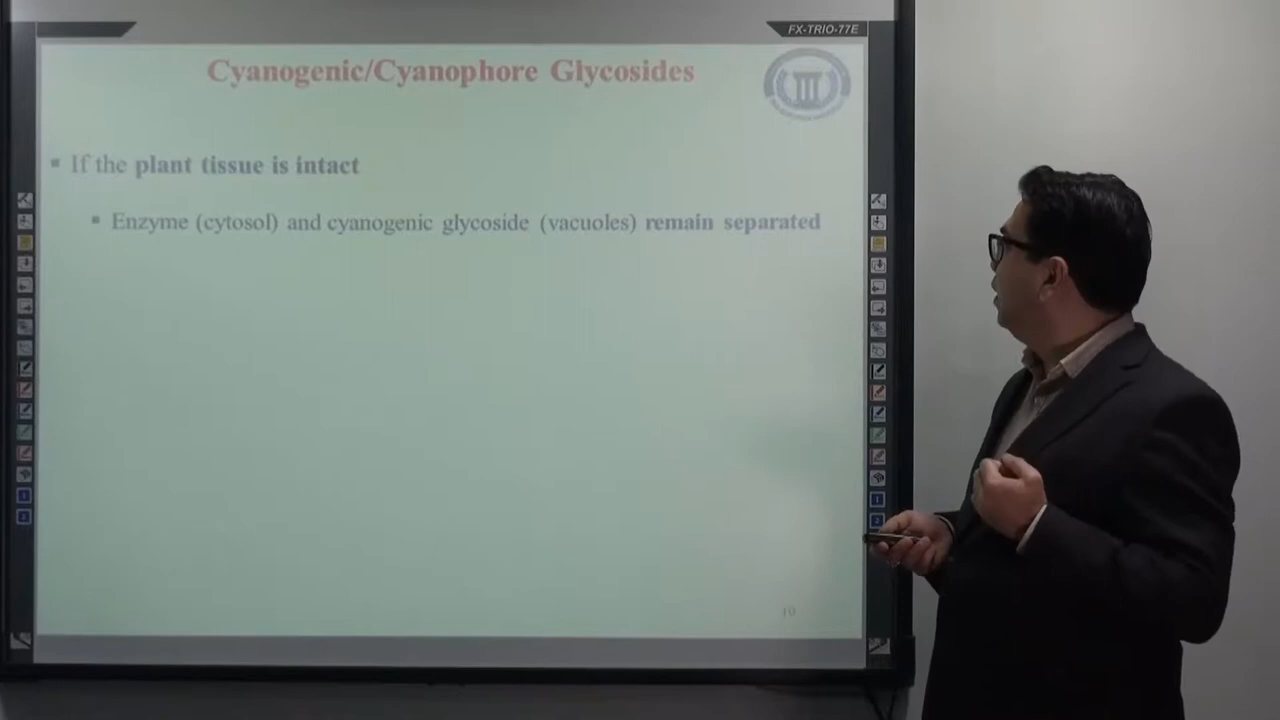 FX-TRIO-77E
Cyanogenic/Cyanophore Glycosides
▪ If the plant tissue is intact
▪ Enzyme (cytosol) and cyanogenic glycoside (vacuoles) remain separated
10